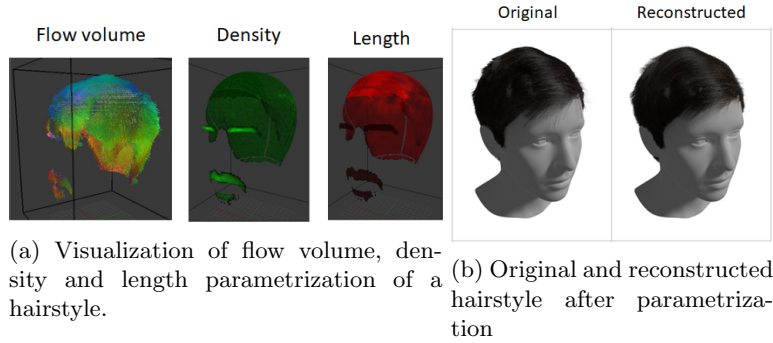 Flow volume
Density
Length
(a) Visualization of flow volume, den-
sity and length parametrization of a
hairstyle.
Original
Reconstructed
(b) Original and reconstructed
hairstyle after parametriza-
tion